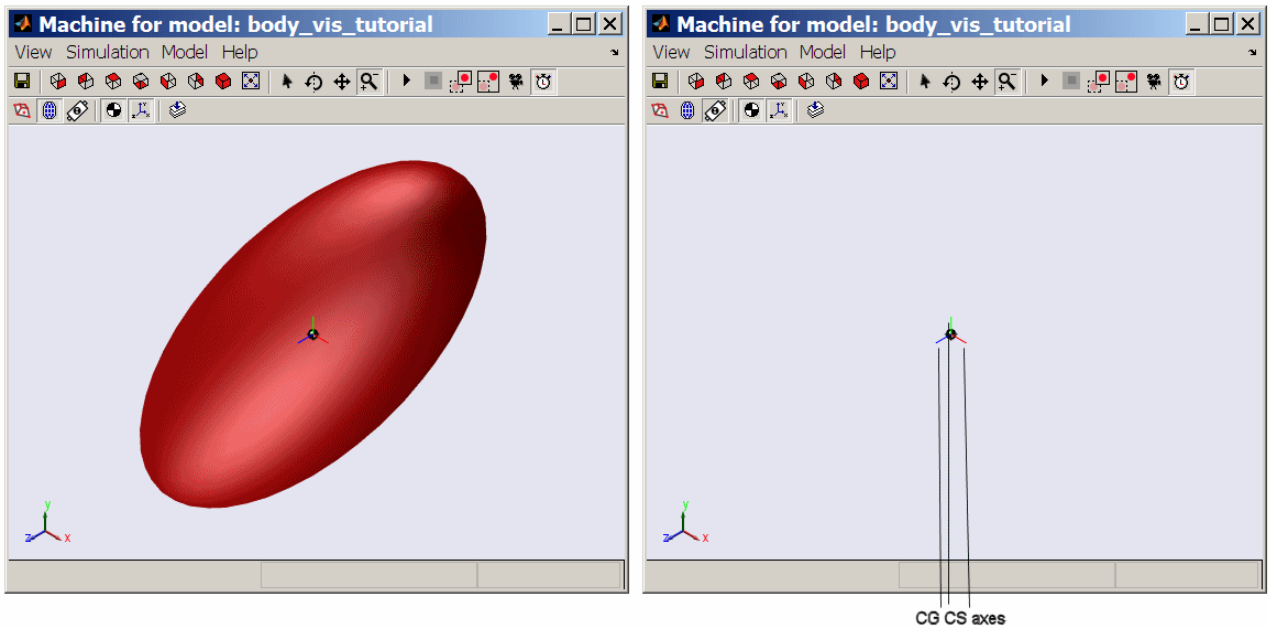 Machine for model: body_vis_tutorial
View Simulation Model Help
y
z x
Machine for model: body_vis_tutorial
View Simulation Model Help
y
z x
CG CS axes